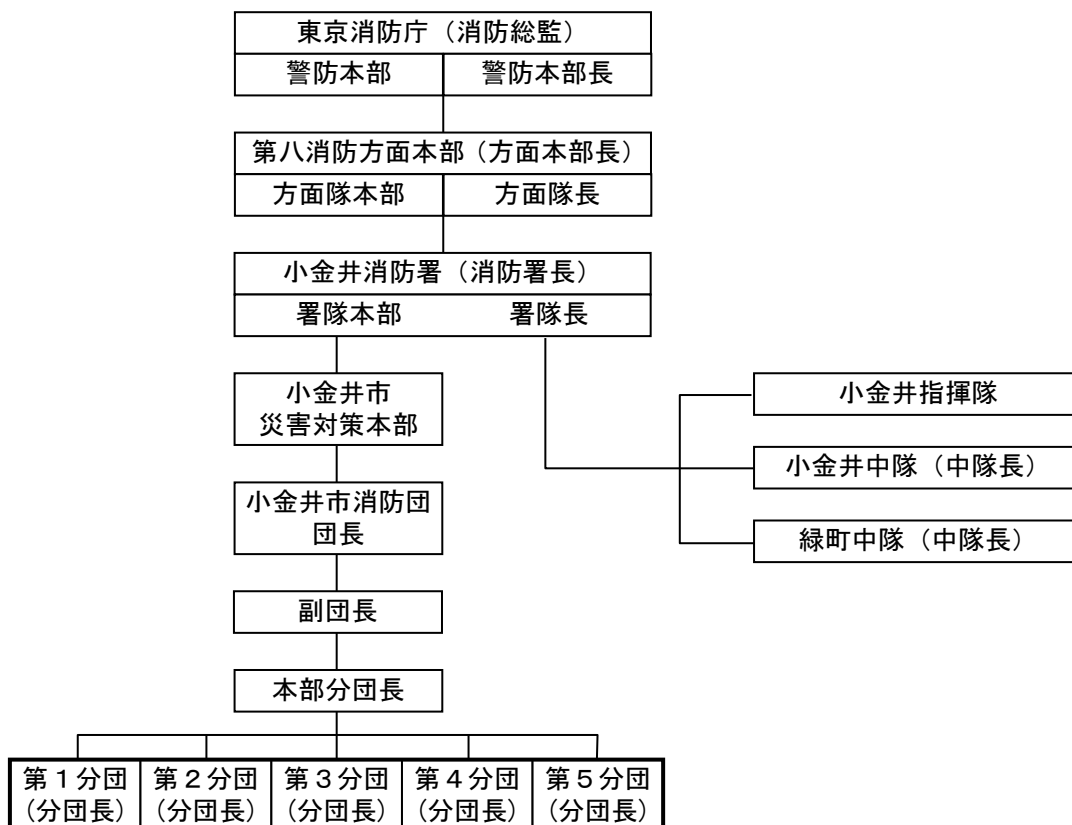 東京消防庁（消防総監）
警防本部 警防本部長
第八消防方面本部（方面本部長）
方面隊本部 方面隊長
小金井消防署（消防署長）
署隊本部 署隊長
小金井市
災害対策本部
小金井指揮隊
小金井中隊（中隊長）
緑町中隊（中隊長）
小金井市消防団
団長
副団長
本部分団長
第１分団 第２分団 第３分団 第４分団 第５分団
(分団長) (分団長) (分団長) (分団長) (分団長)